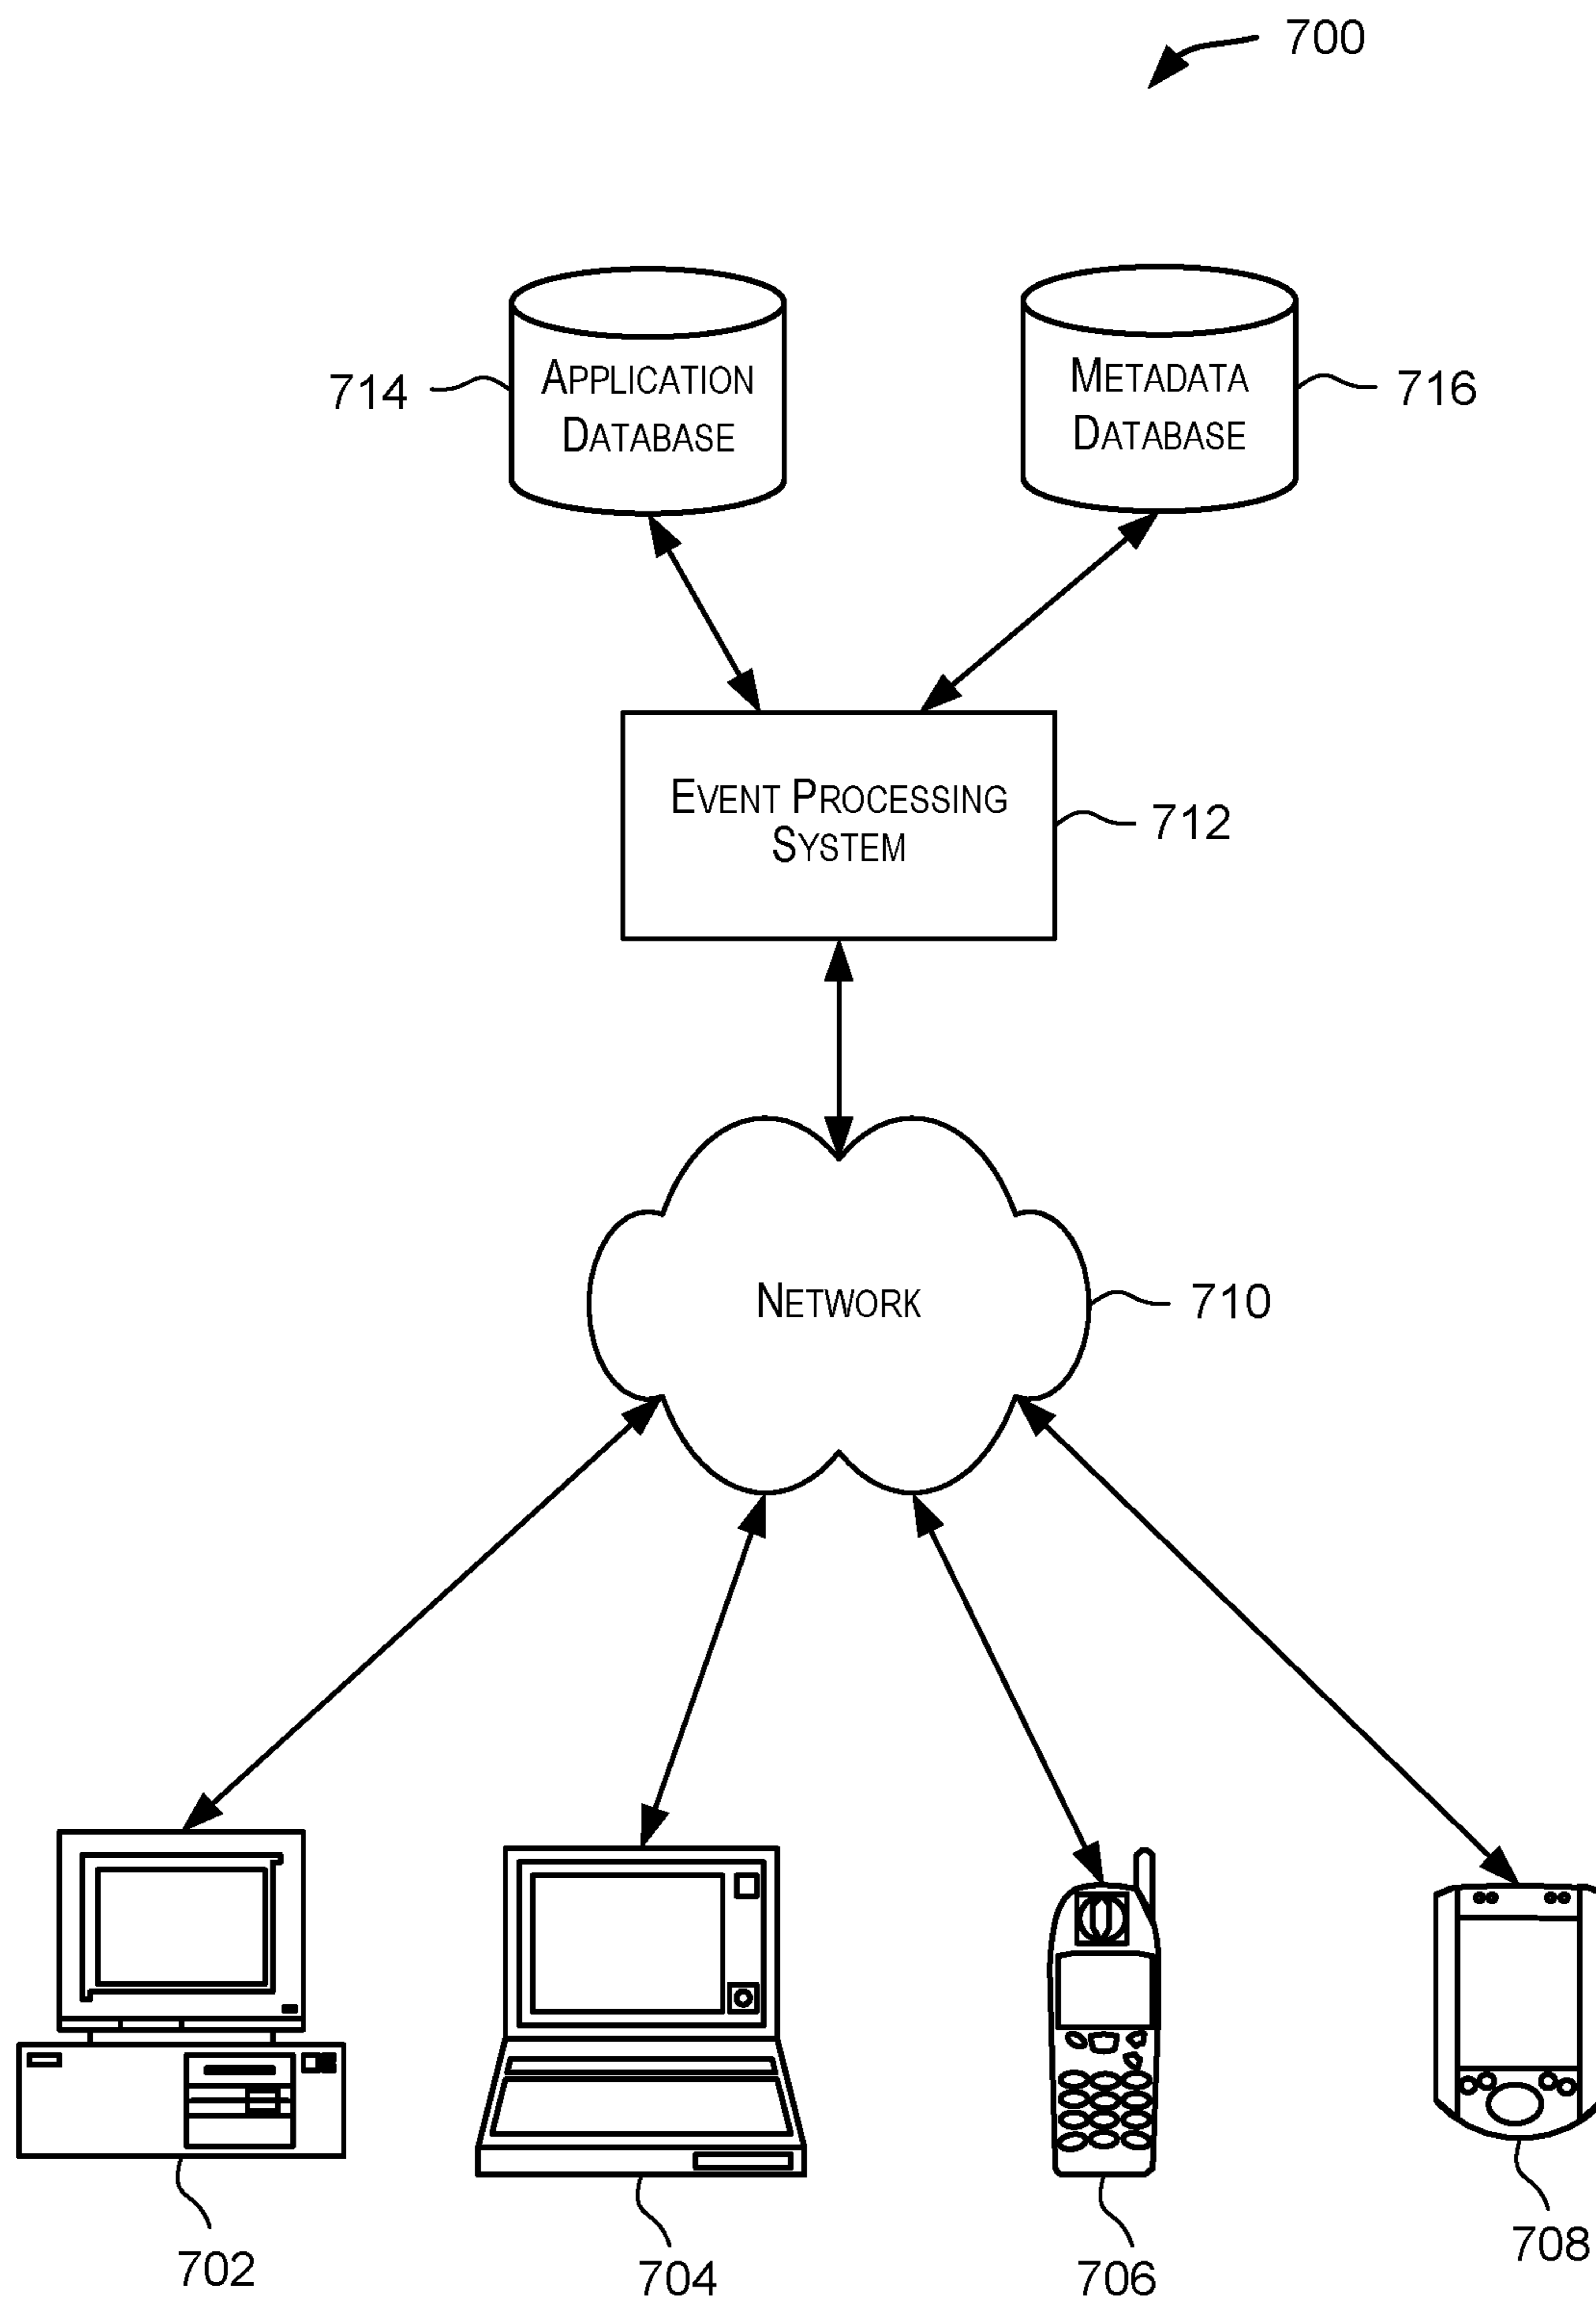 700
APPLICATION
DATABASE
714
METADATA
DATABASE
716
EVENT PROCESSING
SYSTEM
712
NETWORK
710
702
704
706
708